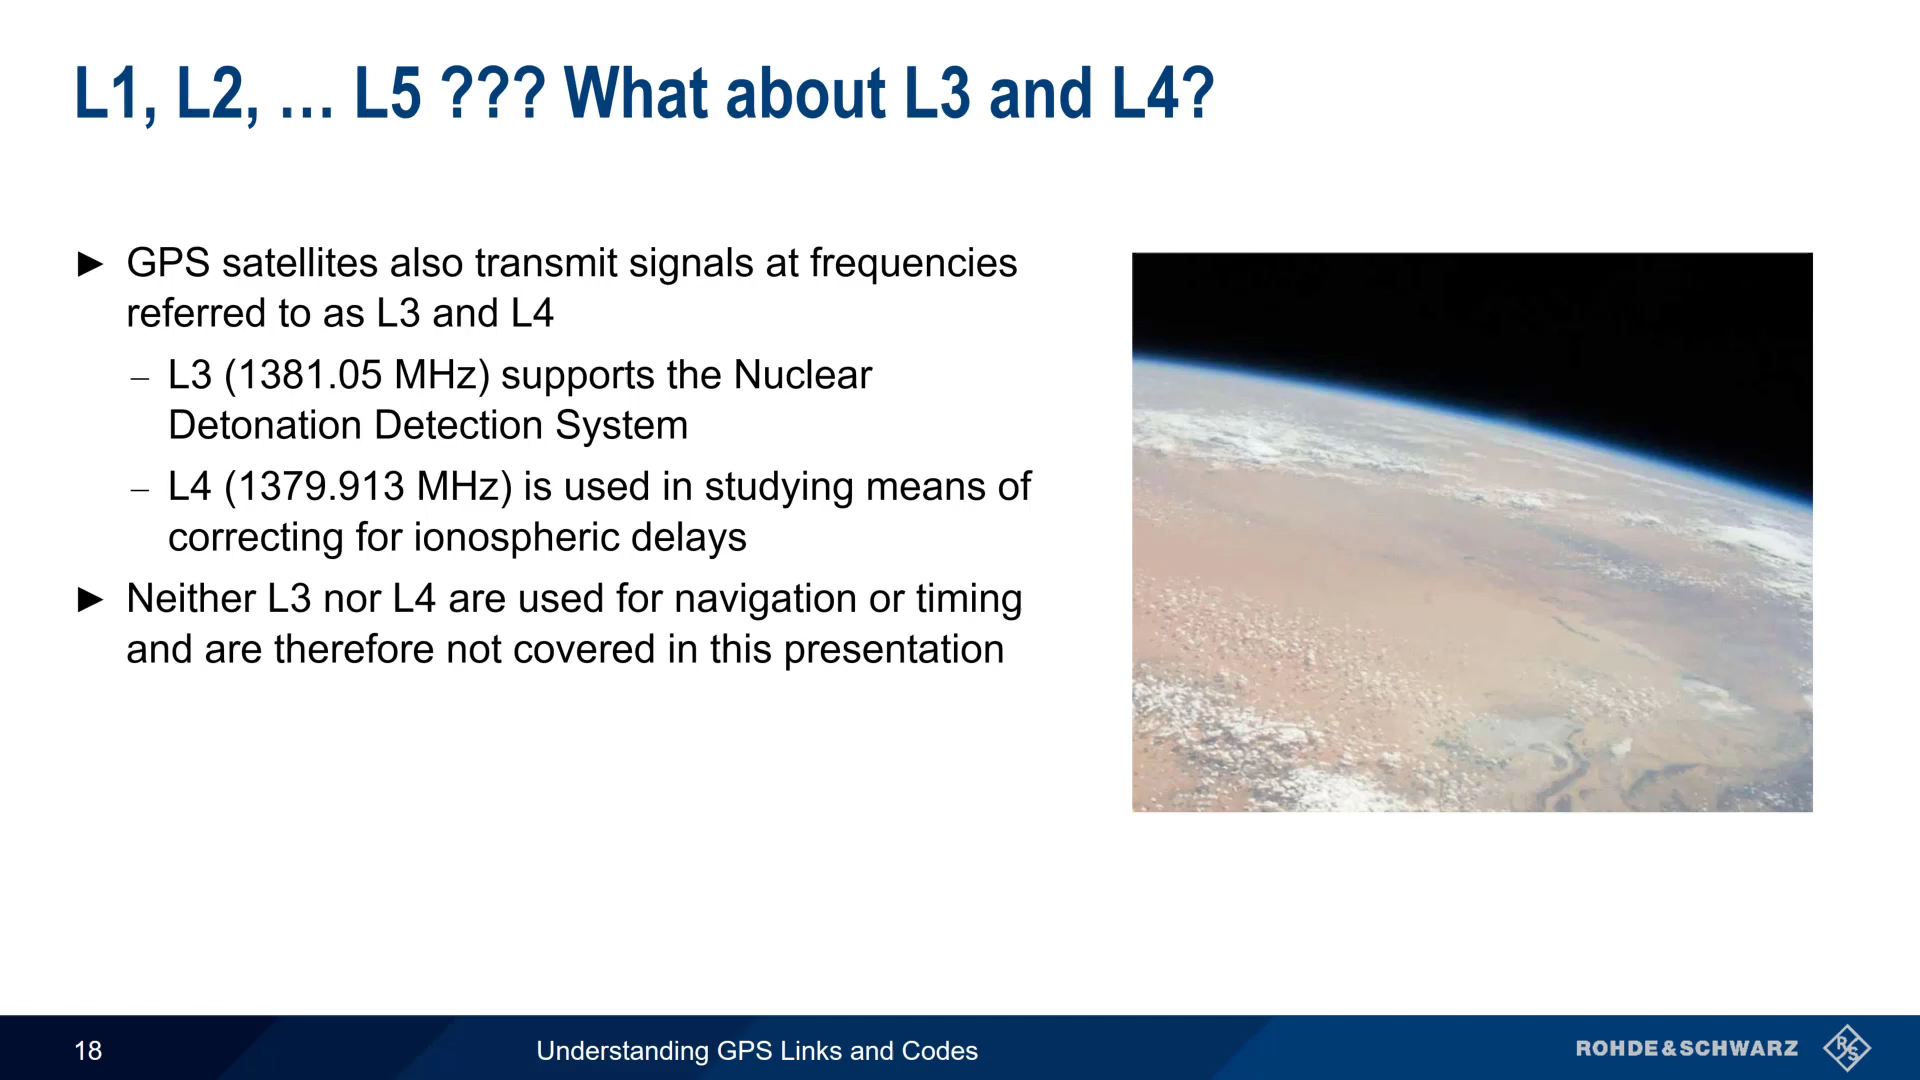 L1, L2, … L5 ??? What about L3 and L4?
► GPS satellites also transmit signals at frequencies
referred to as L3 and L4
– L3 (1381.05 MHz) supports the Nuclear
Detonation Detection System
– L4 (1379.913 MHz) is used in studying means of
correcting for ionospheric delays
► Neither L3 nor L4 are used for navigation or timing
and are therefore not covered in this presentation
18
Understanding GPS Links and Codes
ROHDE&SCHWARZ
R&S